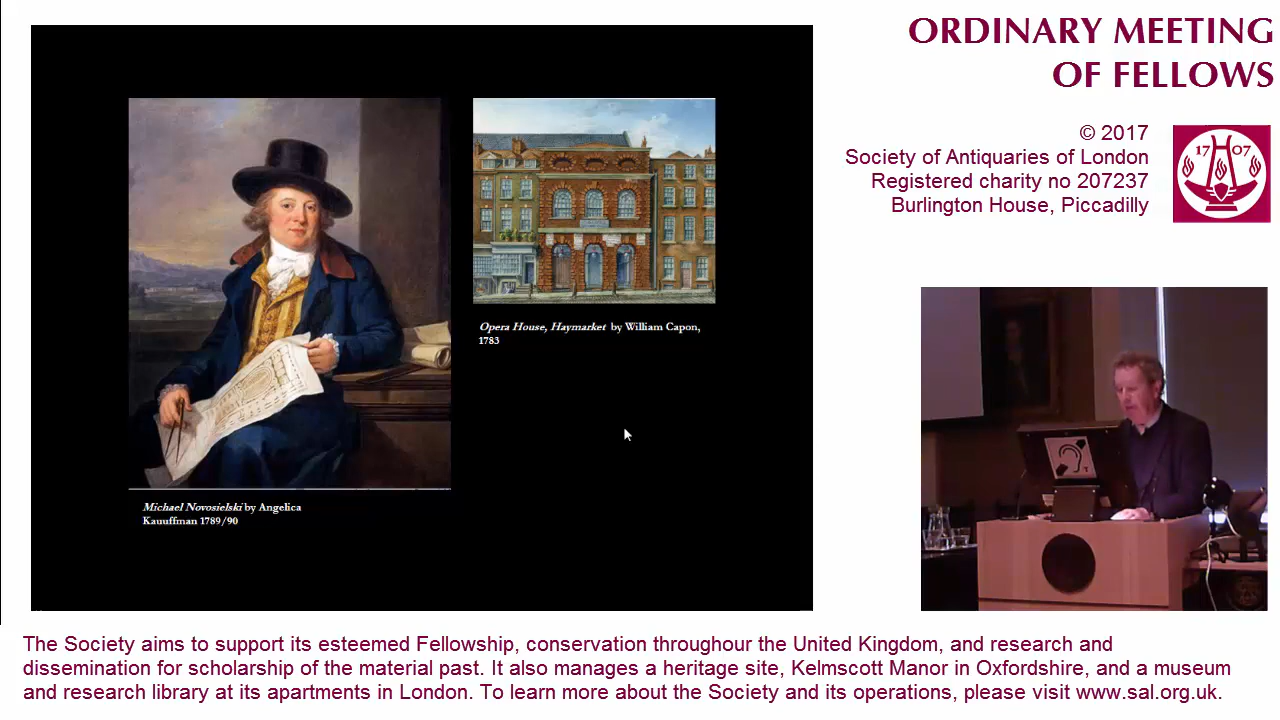 ORDINARY MEETING
OF FELLOWS
© 2017
Society of Antiquaries of London
Registered charity no 207237
Burlington House, Piccadilly
17 07
Opera House, Haymarket by William Capon,
1783
Michael Novosielski by Angelica
Kauuffman 1789/90
T
The Society aims to support its esteemed Fellowship, conservation throughour the United Kingdom, and research and
dissemination for scholarship of the material past. It also manages a heritage site, Kelmscott Manor in Oxfordshire, and a museum
and research library at its apartments in London. To learn more about the Society and its operations, please visit www.sal.org.uk.